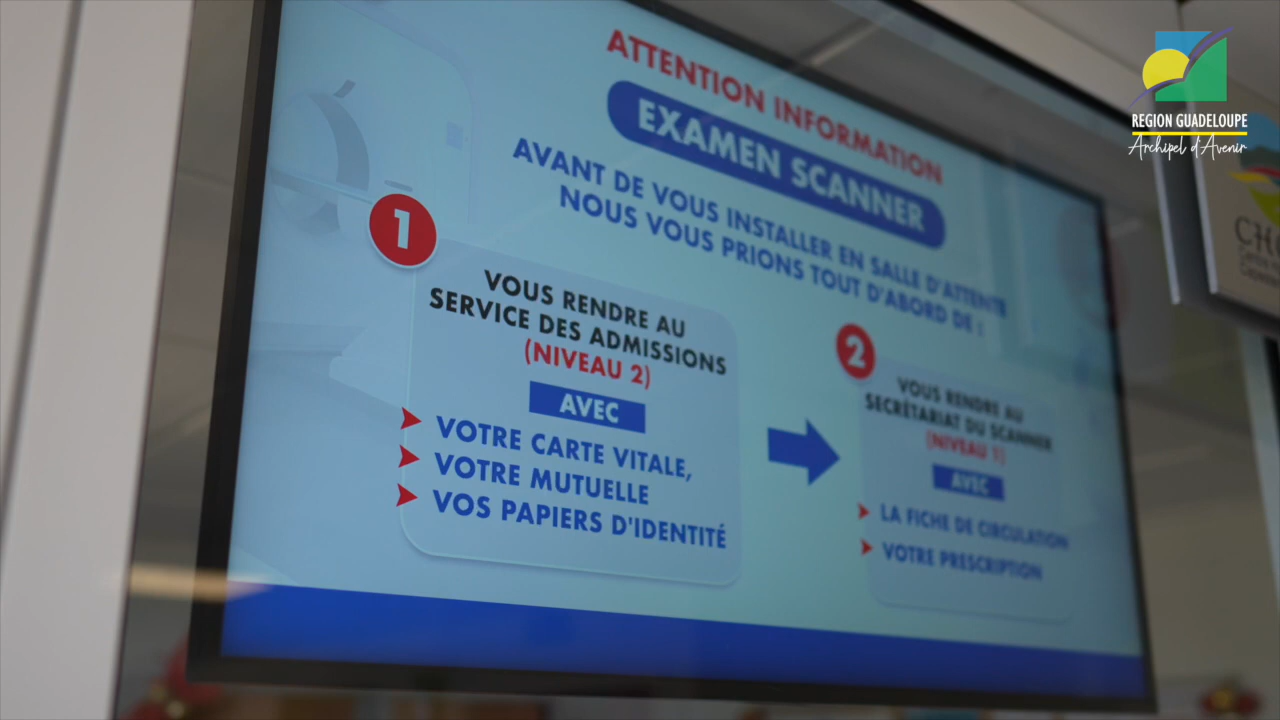 ATTENTION INFORMATION
EXAMEN SCANNER
AVANT DE VOUS INSTALLER EN SALLE D'ATTENTE
NOUS VOUS PRIONS TOUT D'ABORD DE :
1
VOUS RENDRE AU
SERVICE DES ADMISSIONS
(NIVEAU 2)
AVEC
VOTRE CARTE VITALE,
VOTRE MUTUELLE
VOS PAPIERS D'IDENTITÉ
2
VOUS RENDRE AU
SECRÉTARIAT DU SCANNER
(NIVEAU 1)
AVEC
LA FICHE DE CIRCULATION
VOTRE PRESCRIPTION
REGION GUADELOUPE
Archipel d'Avenir